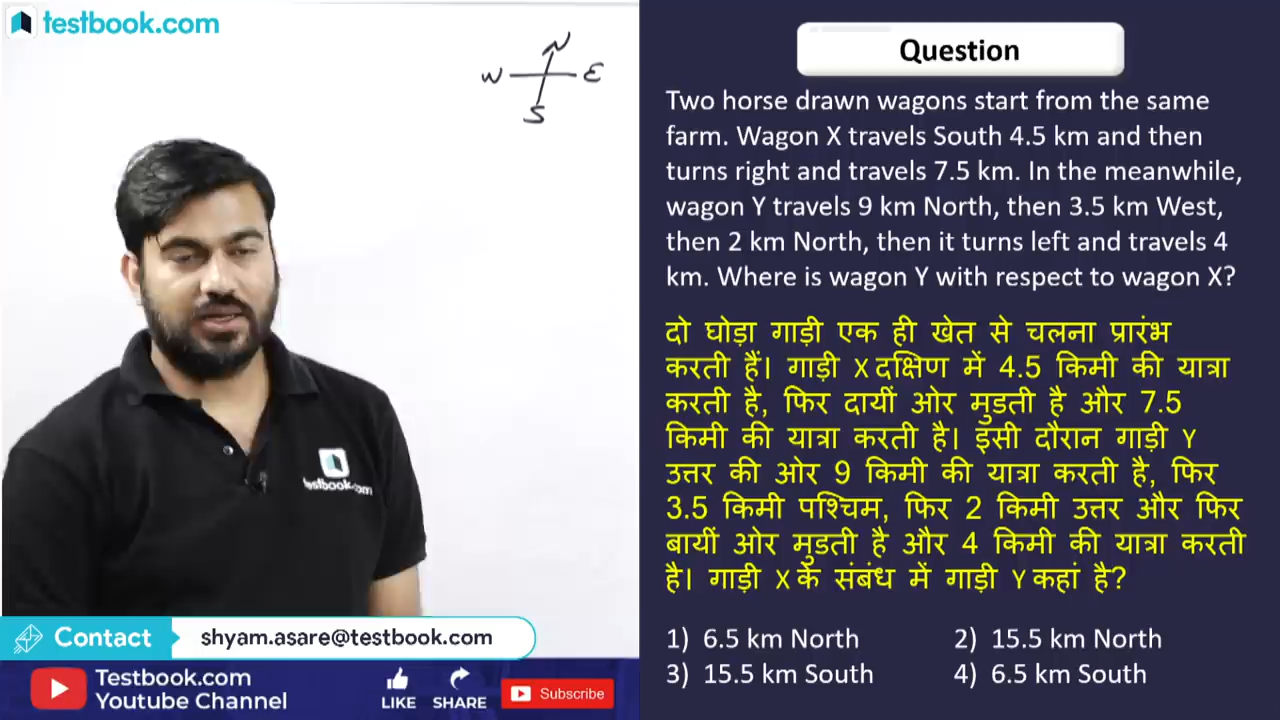 testbook.com
N
W E
S
testbook.com
Contact shyam.asare@testbook.com
Testbook.com
Youtube Channel
LIKE SHARE Subscribe
Question
Two horse drawn wagons start from the same
farm. Wagon X travels South 4.5 km and then
turns right and travels 7.5 km. In the meanwhile,
wagon Y travels 9 km North, then 3.5 km West,
then 2 km North, then it turns left and travels 4
km. Where is wagon Y with respect to wagon X?
दो घोड़ा गाड़ी एक ही खेत से चलना प्रारंभ
करती हैं। गाड़ी X दक्षिण में 4.5 किमी की यात्रा
करती है, फिर दायीं ओर मुडती है और 7.5
किमी की यात्रा करती है। इसी दौरान गाड़ी Y
उत्तर की ओर 9 किमी की यात्रा करती है, फिर
3.5 किमी पश्चिम, फिर 2 किमी उत्तर और फिर
बायीं ओर मुडती है और 4 किमी की यात्रा करती
है। गाड़ी X के संबंध में गाड़ी Y कहां है?
1) 6.5 km North 2) 15.5 km North
3) 15.5 km South 4) 6.5 km South